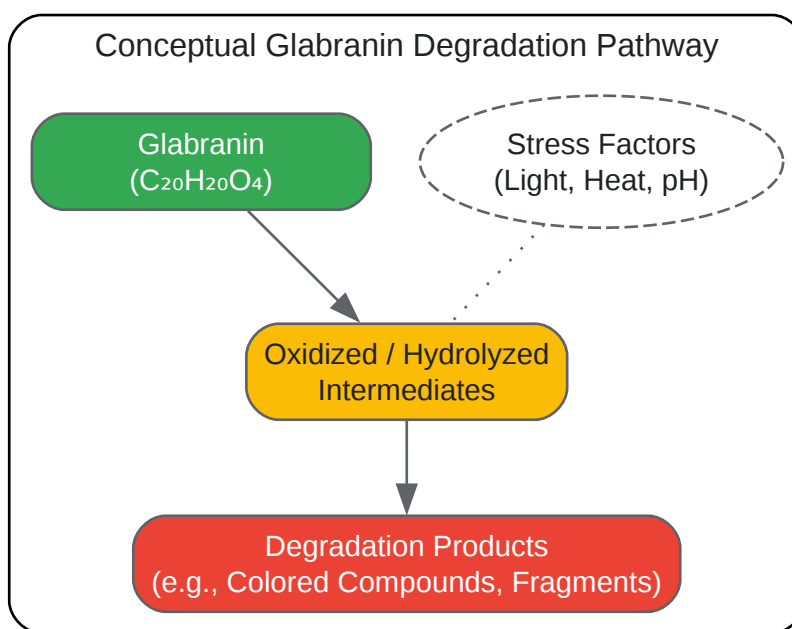 Conceptual Glabranin Degradation Pathway
Glabranin
(C₂₀H₂₀O₄)
Stress Factors
(Light, Heat, pH)
Oxidized / Hydrolyzed
Intermediates
Degradation Products
(e.g., Colored Compounds, Fragments)